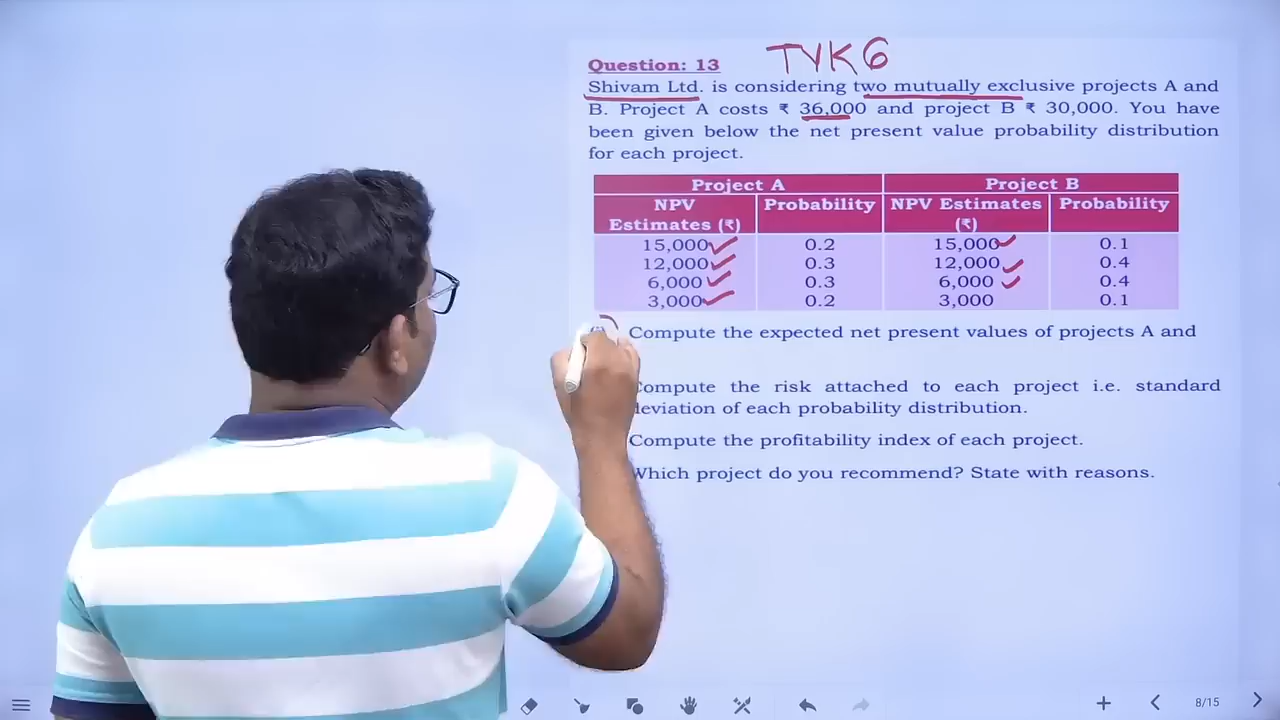 TYK6
Question: 13
Shivam Ltd. is considering two mutually exclusive projects A and
B. Project A costs ₹ 36,000 and project B ₹ 30,000. You have
been given below the net present value probability distribution
for each project.
Project A Project B
NPV Estimates (₹) Probability NPV Estimates (₹) Probability
15,000 0.2 15,000 0.1
12,000 0.3 12,000 0.4
6,000 0.3 6,000 0.4
3,000 0.2 3,000 0.1
Compute the expected net present values of projects A and
Compute the risk attached to each project i.e. standard
deviation of each probability distribution.
Compute the profitability index of each project.
Which project do you recommend? State with reasons.
8/15